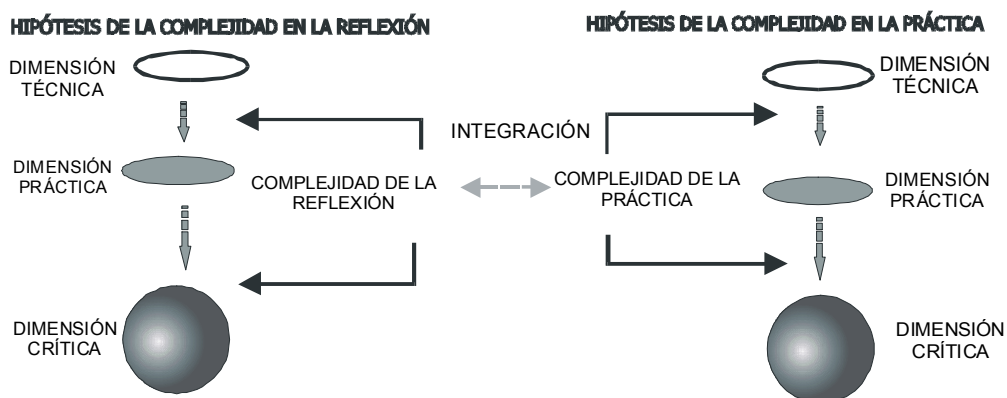 HIPÓTESIS DE LA COMPLEJIDAD EN LA REFLEXIÓN
DIMENSIÓN
TÉCNICA
DIMENSIÓN
PRÁCTICA
COMPLEJIDAD DE LA
REFLEXIÓN
DIMENSIÓN
CRÍTICA
INTEGRACIÓN
HIPÓTESIS DE LA COMPLEJIDAD EN LA PRÁCTICA
DIMENSIÓN
TÉCNICA
COMPLEJIDAD DE LA
PRÁCTICA
DIMENSIÓN
PRÁCTICA
DIMENSIÓN
CRÍTICA